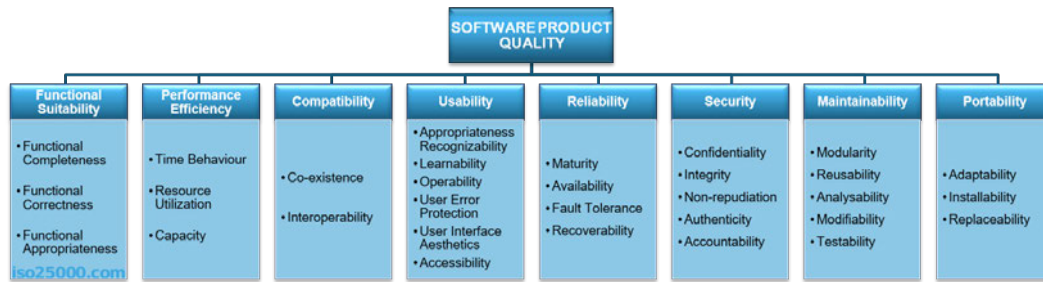 SOFTWARE PRODUCT
QUALITY
Functional
Suitability
• Functional
Completeness
• Functional
Correctness
• Functional
Appropriateness
iso25000.com
Performance
Efficiency
• Time Behaviour
• Resource
Utilization
• Capacity
Compatibility
• Co-existence
• Interoperability
Usability
• Appropriateness
Recognizability
• Learnability
• Operability
• User Error
Protection
• User Interface
Aesthetics
• Accessibility
Reliability
• Maturity
• Availability
• Fault Tolerance
• Recoverability
Security
• Confidentiality
• Integrity
• Non-repudiation
• Authenticity
• Accountability
Maintainability
• Modularity
• Reusability
• Analysability
• Modifiability
• Testability
Portability
• Adaptability
• Installability
• Replaceability